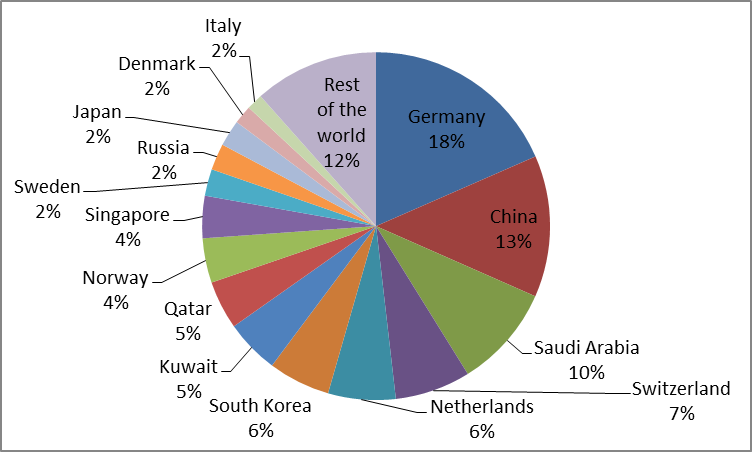 Germany
18%
China
13%
Saudi Arabia
10%
Switzerland
7%
Netherlands
6%
South Korea
6%
Kuwait
5%
Qatar
5%
Norway
4%
Singapore
4%
Sweden
2%
Russia
2%
Japan
2%
Denmark
2%
Italy
2%
Rest
of the
world
12%